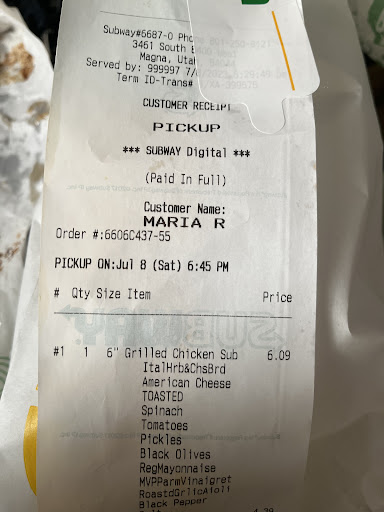 Subway#6687-0
3461 South
Magna, Utah
Served by: 999997
Term ID-Trans#
CUSTOMER RECEIPT
PICKUP
*** SUBWAY Digital ***
(Paid In Full)
Customer Name:
MARIA R
Order #:6606C437-55
PICKUP ON:Jul 8 (Sat) 6:45 PM
# Qty Size Item Price
SUBWAY
#1 1 6" Grilled Chicken Sub 6.09
ItalHrb&ChsBrd
American Cheese
TOASTED
Spinach
Tomatoes
Pickles
Black Olives
RegMayonnaise
MVPParmVinaigret
RoastdGrlicAioli
Black Pepper